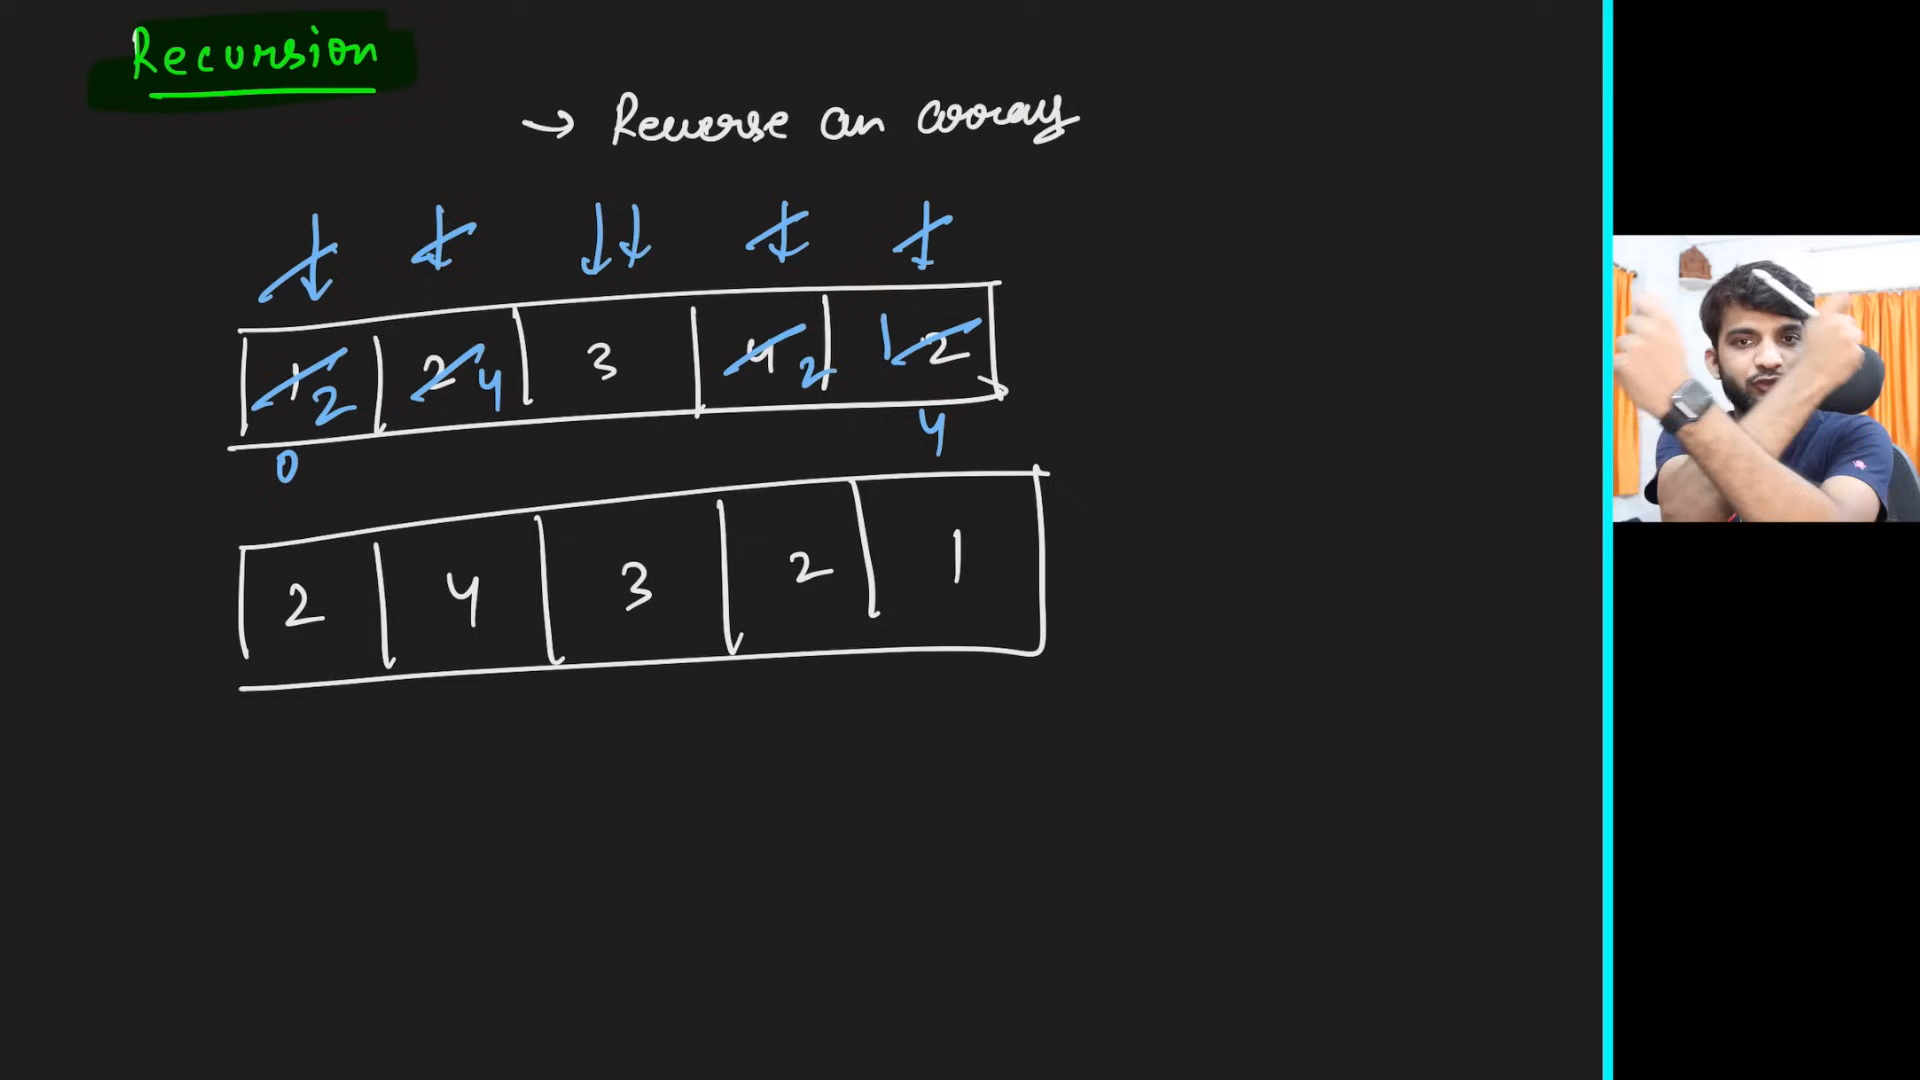 Recursion
→ Reverse an array
1 2 2 4 3 4 2 1 2
0 4
2 4 3 2 1